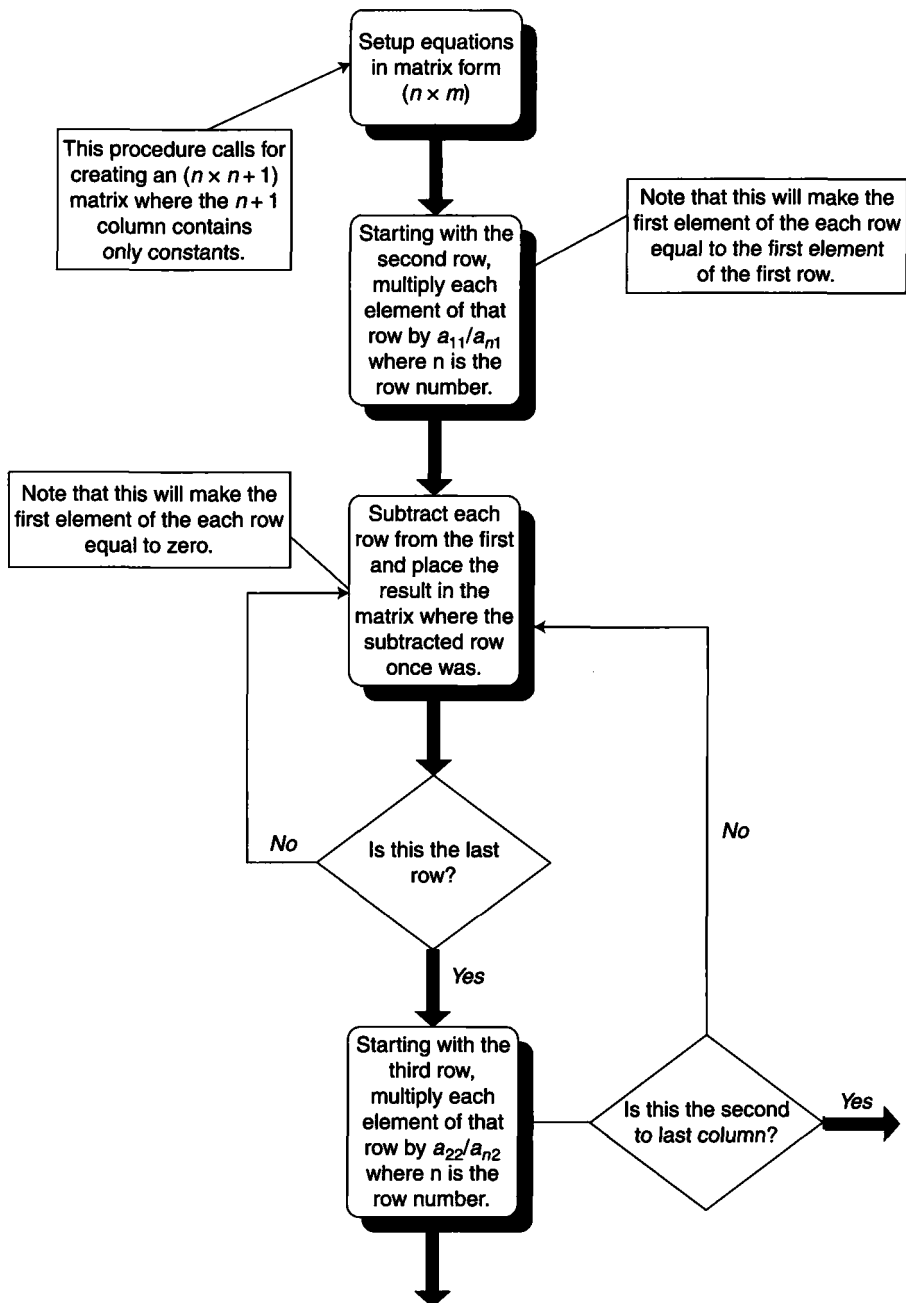 Setup equations
in matrix form
(n × m)
This procedure calls for
creating an (n × n + 1)
matrix where the n + 1
column contains
only constants.
Starting with the
second row,
multiply each
element of that
row by a₁₁/aₙ₁
where n is the
row number.
Note that this will make the
first element of the each row
equal to the first element
of the first row.
Note that this will make the
first element of the each row
equal to zero.
Subtract each
row from the first
and place the
result in the
matrix where the
subtracted row
once was.
No
Is this the last
row?
No
Yes
Starting with the
third row,
multiply each
element of that
row by a₂₂/aₙ₂
where n is the
row number.
Is this the second
to last column?
Yes